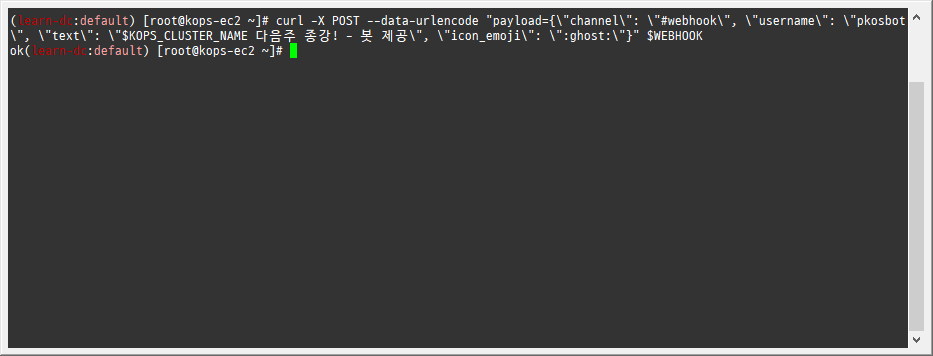 (learn-dc:default) [root@kops-ec2 ~]# curl -X POST --data-urlencode "payload={\"channel\": \"#webhook\", \"username\": \"pkosbot
\", \"text\": \"$KOPS_CLUSTER_NAME 다음주 종강! - 봇 제공\", \"icon_emoji\": \":ghost:\"}" $WEBHOOK
ok(learn-dc:default) [root@kops-ec2 ~]#